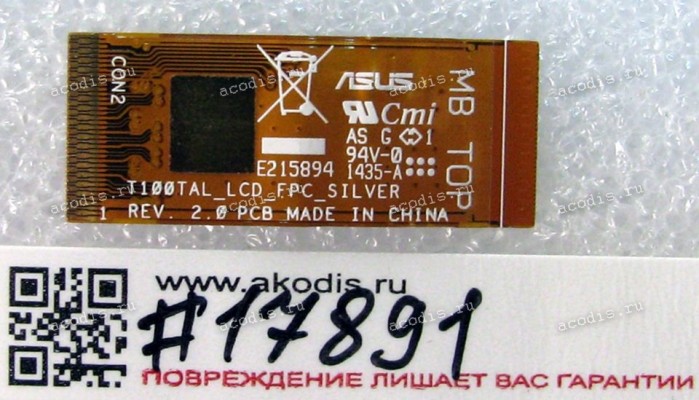 CON2
ASUS
Cmi
MB TOP
AS G 1
94V-0
E215894
1435-A
T100TAL_LCD_FPC_SILVER
1 REV. 2.0 PCB MADE IN CHINA
www.akodis.ru
#17891
ПОВРЕЖДЕНИЕ ЛИШАЕТ ВАС ГАРАНТИИ
acodis.ru